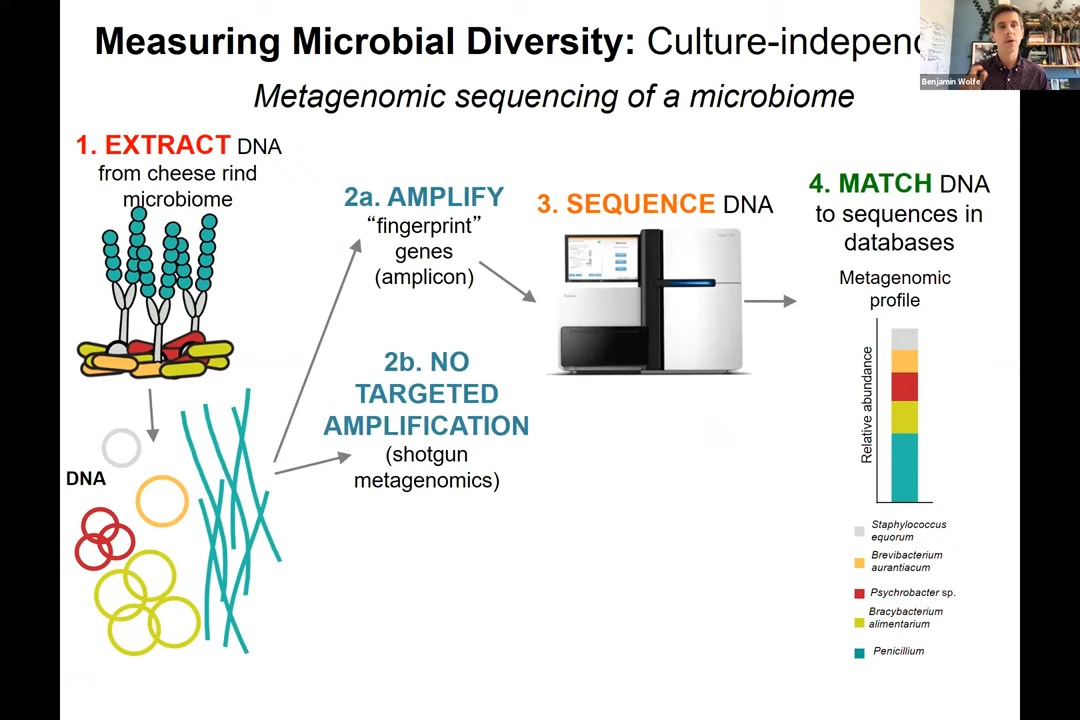 Measuring Microbial Diversity: Culture-independ
Benjamin Wolfe
Metagenomic sequencing of a microbiome
1. EXTRACT DNA
from cheese rind
microbiome
DNA
2a. AMPLIFY
“fingerprint”
genes
(amplicon)
2b. NO
TARGETED
AMPLIFICATION
(shotgun
metagenomics)
3. SEQUENCE DNA
4. MATCH DNA
to sequences in
databases
Metagenomic
profile
Relative abundance
Staphylococcus
equorum
Brevibacterium
aurantiacum
Psychrobacter sp.
Bracybacterium
alimentarium
Penicillium